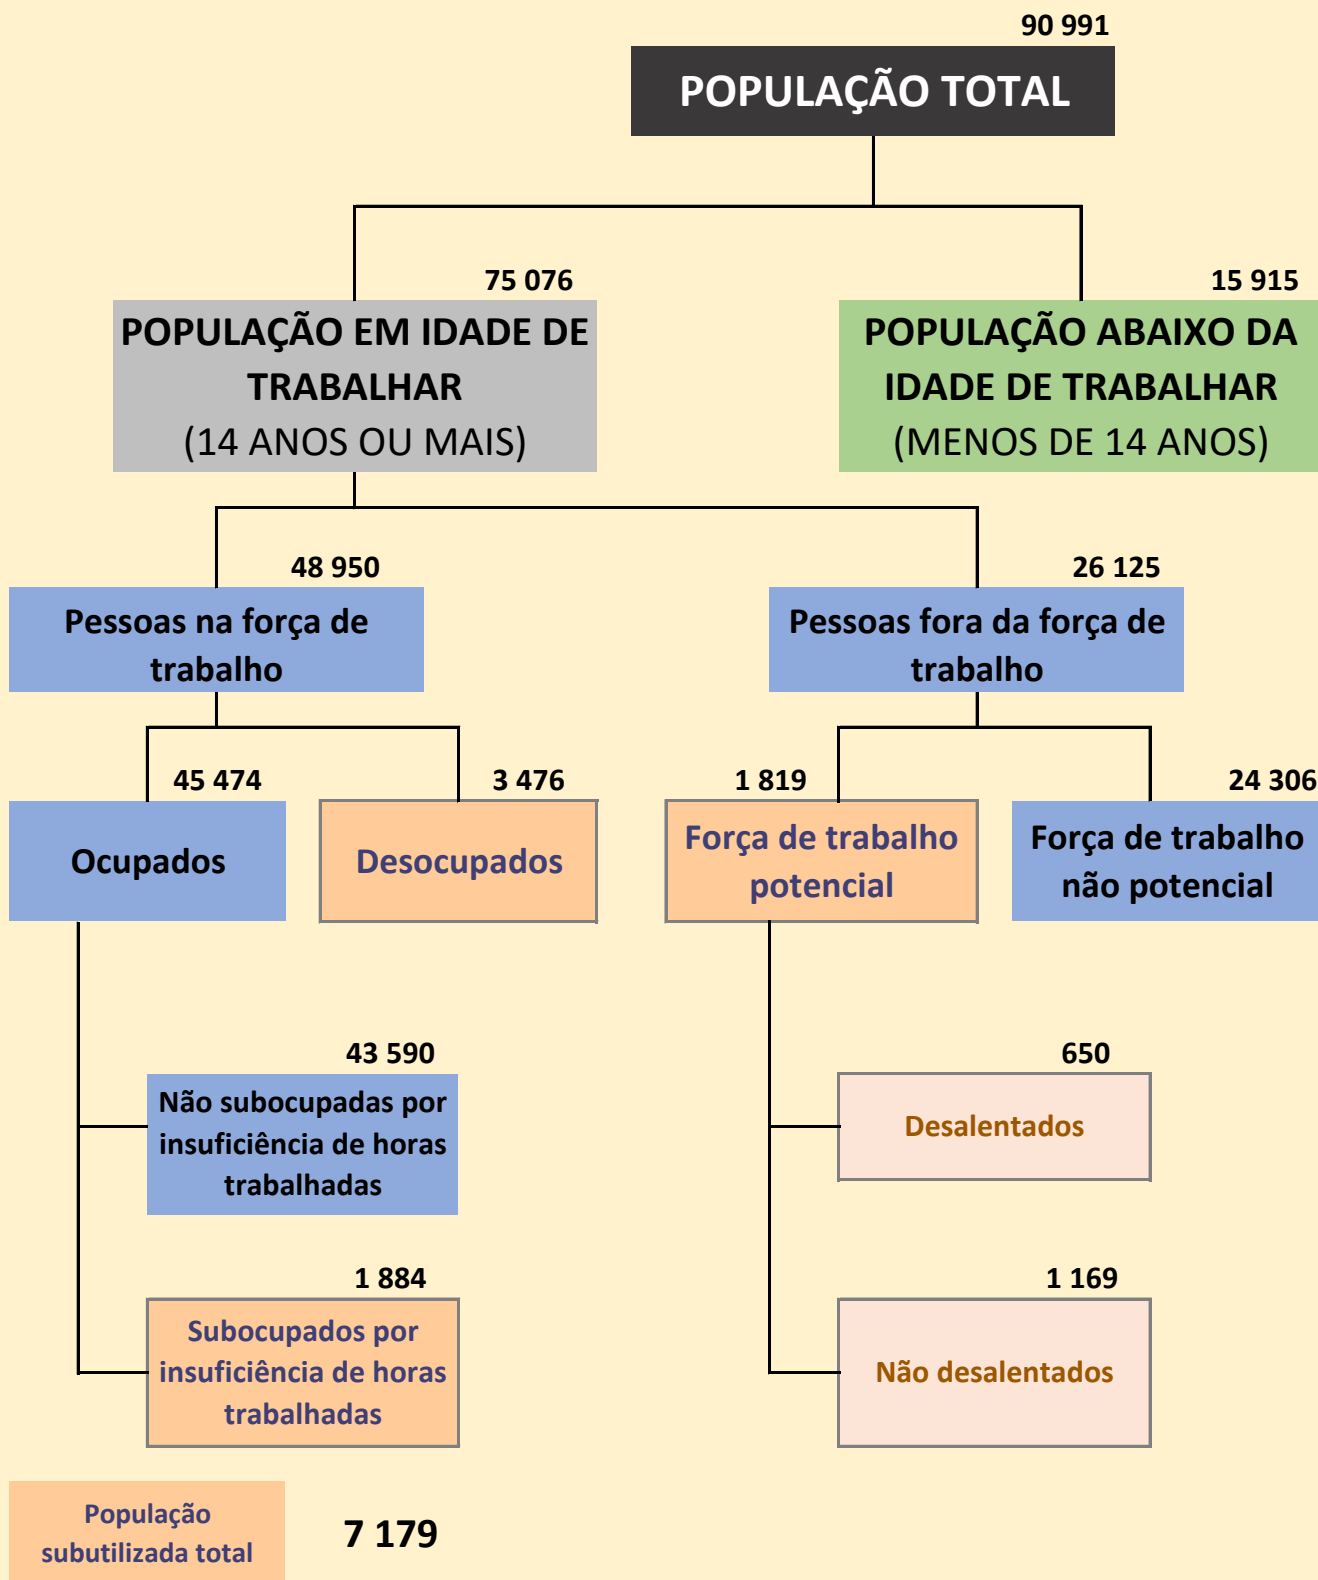 90 991
POPULAÇÃO TOTAL
75 076
POPULAÇÃO EM IDADE DE
TRABALHAR
(14 ANOS OU MAIS)
15 915
POPULAÇÃO ABAIXO DA
IDADE DE TRABALHAR
(MENOS DE 14 ANOS)
48 950
Pessoas na força de
trabalho
26 125
Pessoas fora da força de
trabalho
45 474
Ocupados
3 476
Desocupados
1 819
Força de trabalho
potencial
24 306
Força de trabalho
não potencial
43 590
Não subocupadas por
insuficiência de horas
trabalhadas
650
Desalentados
1 884
Subocupados por
insuficiência de horas
trabalhadas
1 169
Não desalentados
População
subutilizada total
7 179